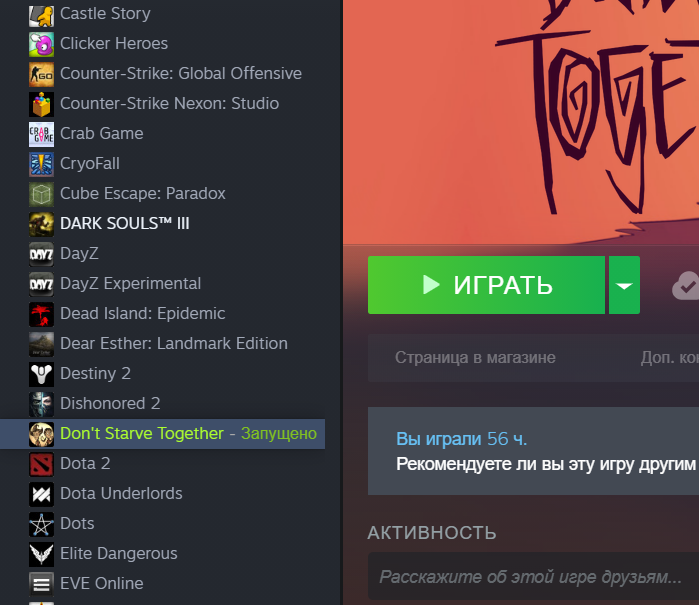 Castle Story
Clicker Heroes
Counter-Strike: Global Offensive
Counter-Strike Nexon: Studio
Crab Game
CryoFall
Cube Escape: Paradox
DARK SOULS™ III
DayZ
DayZ Experimental
Dead Island: Epidemic
Dear Esther: Landmark Edition
Destiny 2
Dishonored 2
Don't Starve Together - Запущено
Dota 2
Dota Underlords
Dots
Elite Dangerous
EVE Online
ИГРАТЬ
Страница в магазине
Доп.
Вы играли 56 ч.
Рекомендуете ли вы эту игру другим
АКТИВНОСТЬ
Расскажите об этой игре друзьям...